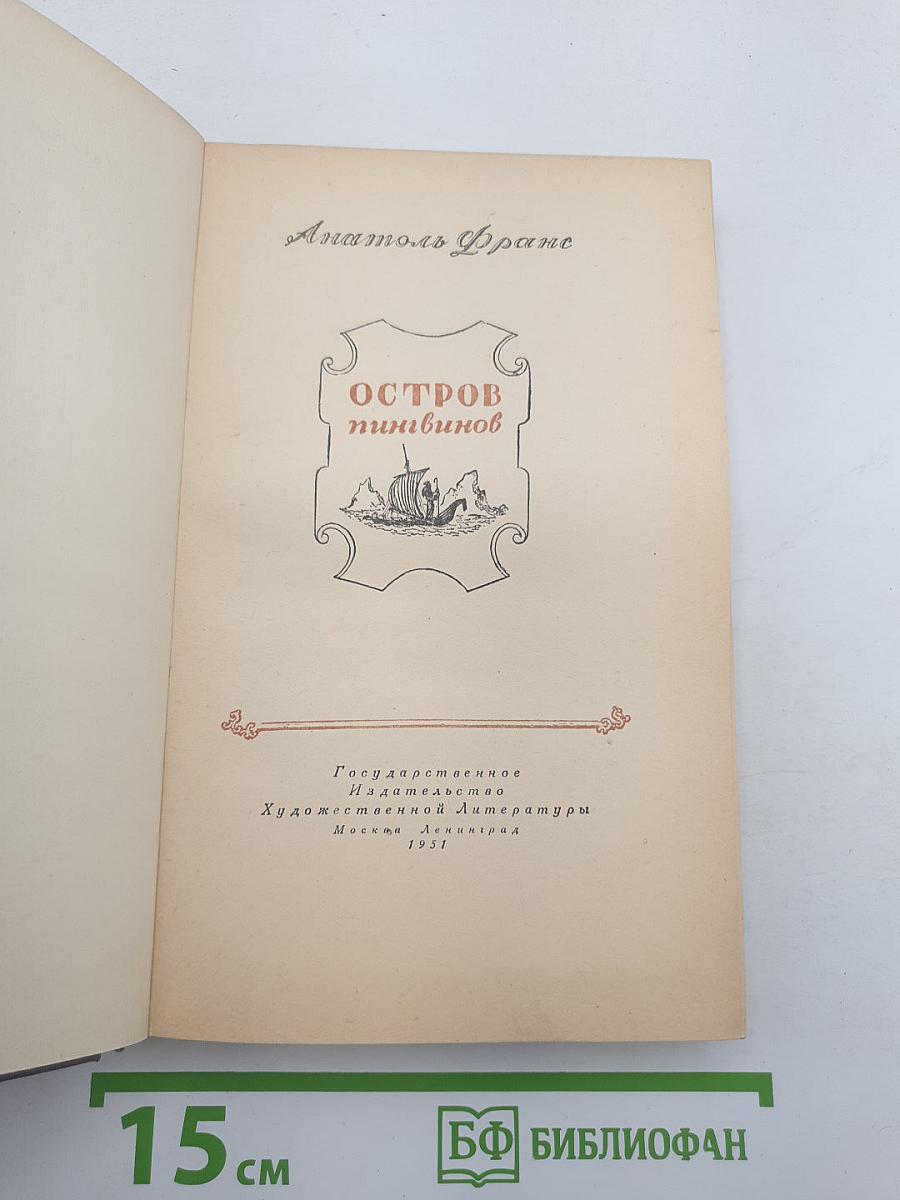 Анатоль Франс
ОСТРОВ
пингвинов
Государственное
Издательство
Художественной Литературы
Москва Ленинград
1951
15 см
БФ БИБЛИОФАН